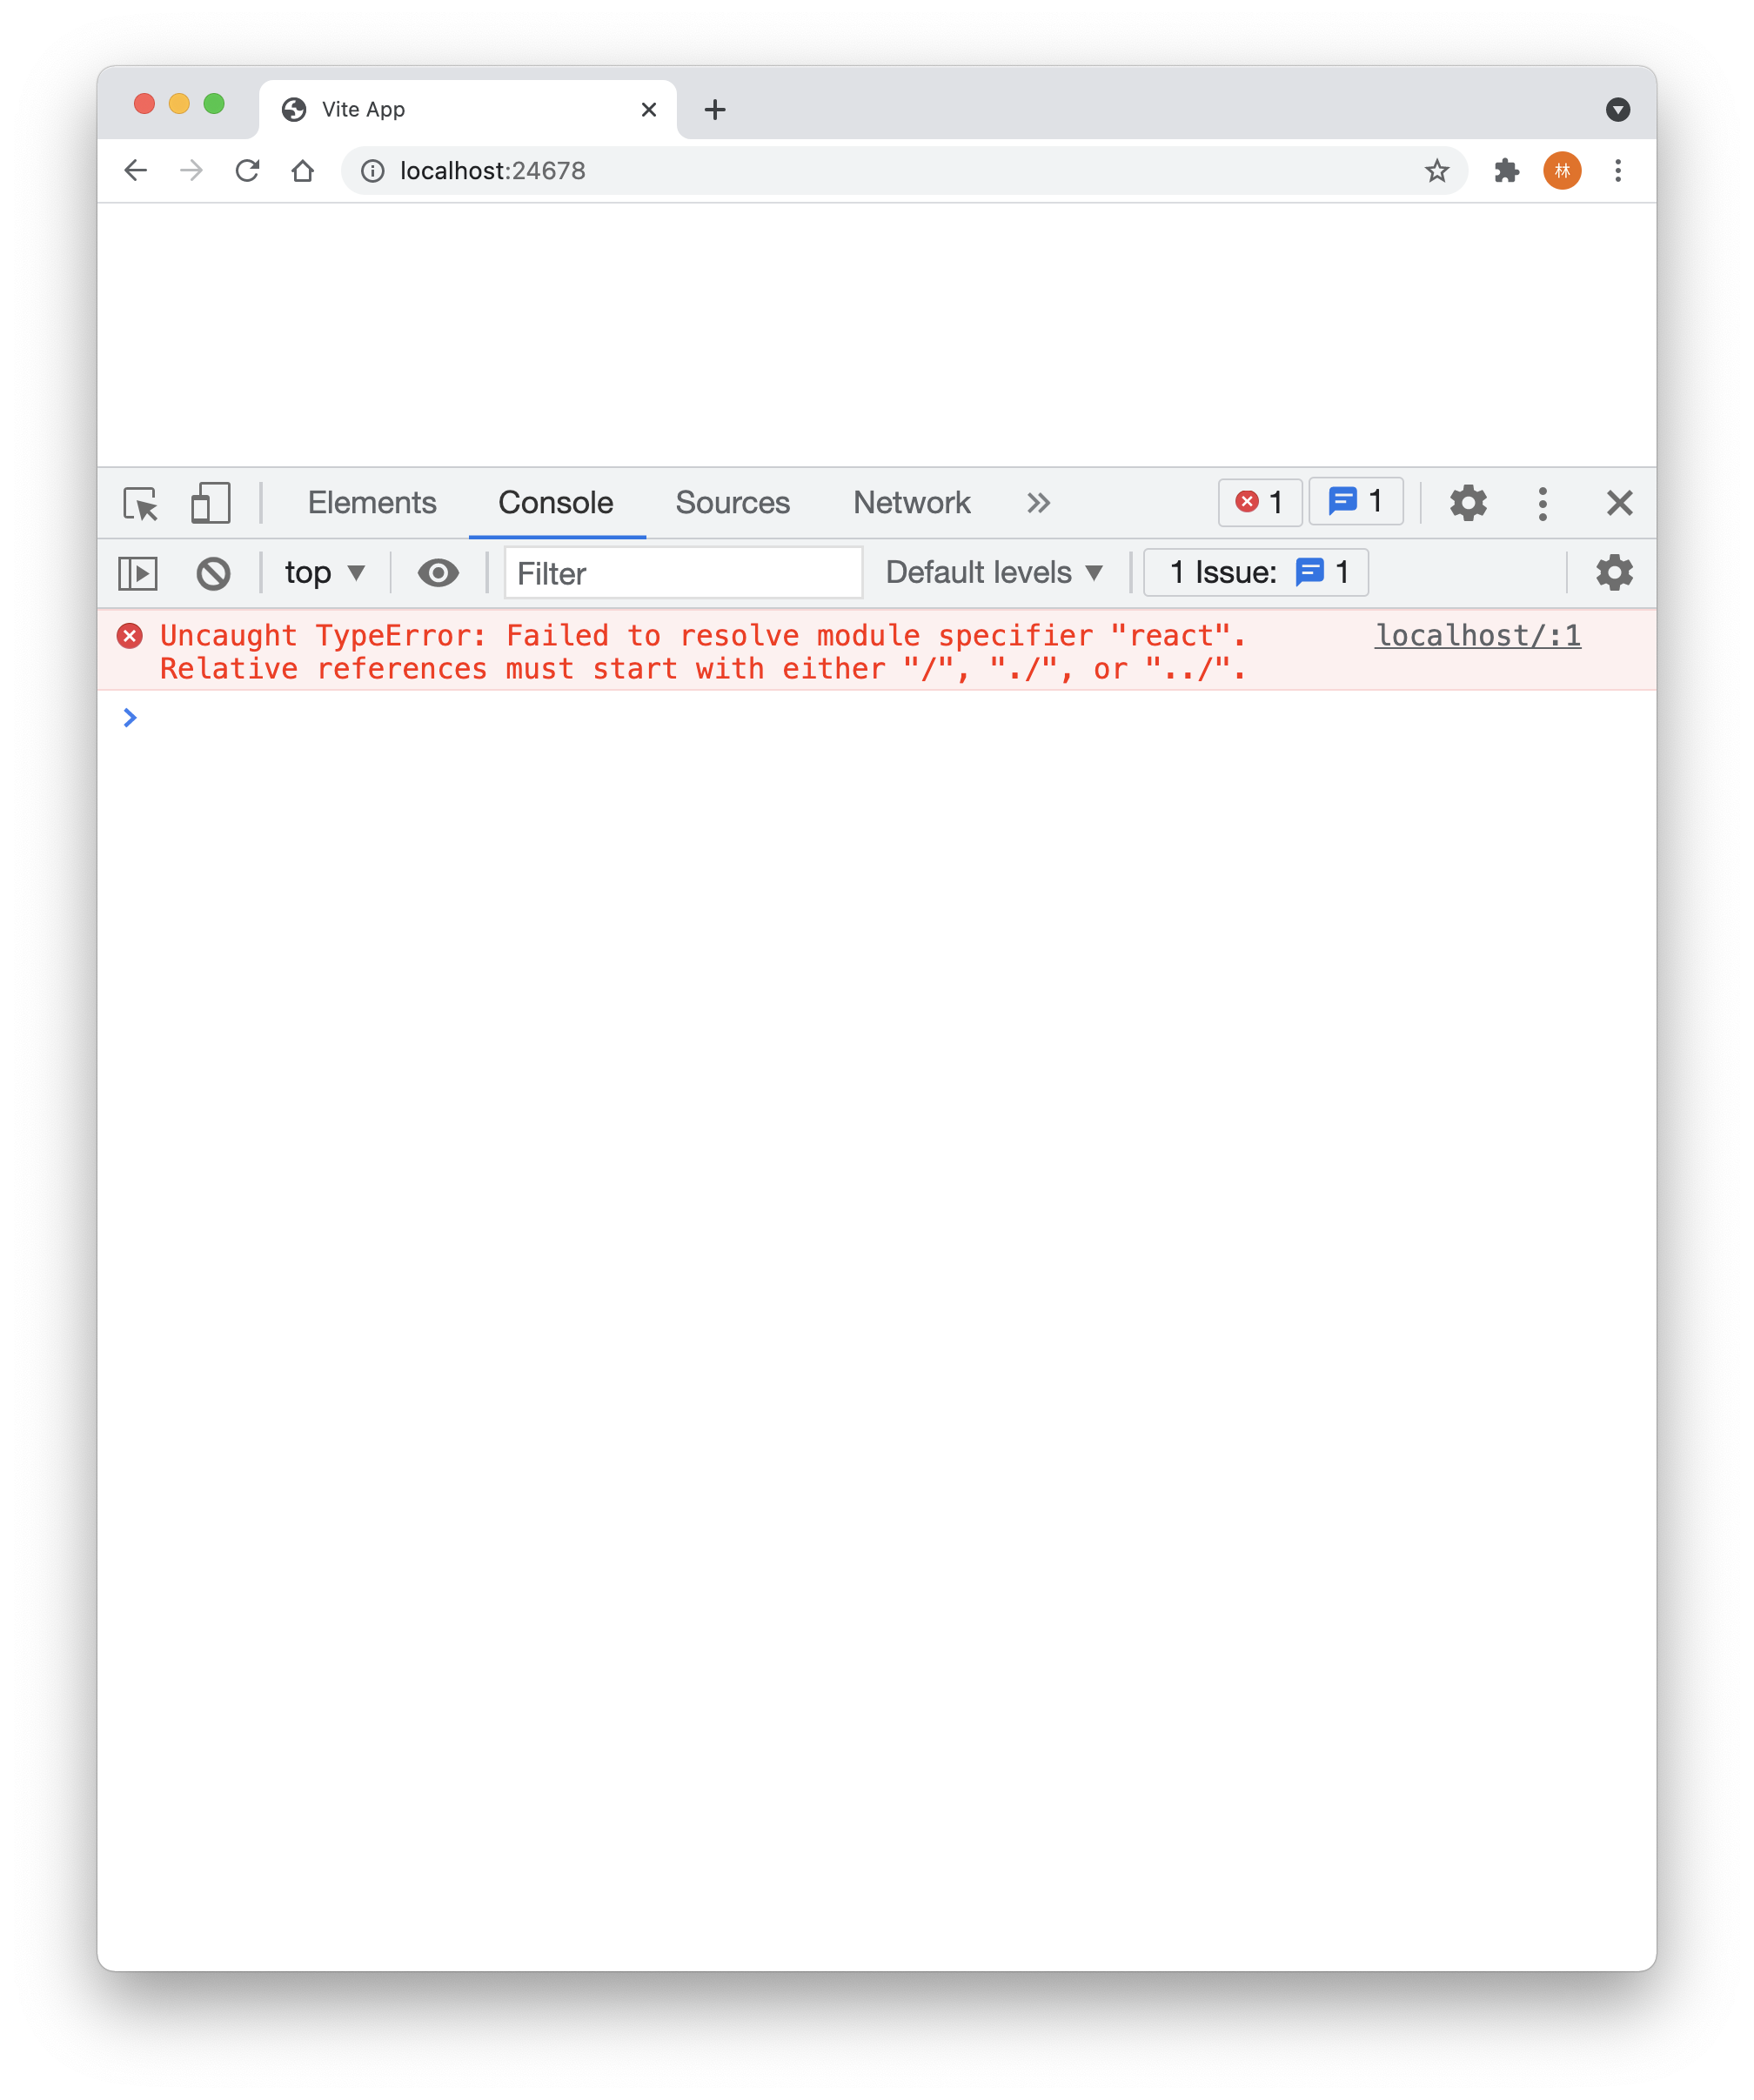 Vite App
localhost:24678
林
Elements Console Sources Network 1 1
top Filter Default levels 1 Issue: 1
Uncaught TypeError: Failed to resolve module specifier "react". localhost/:1
Relative references must start with either "/", "./", or "../".